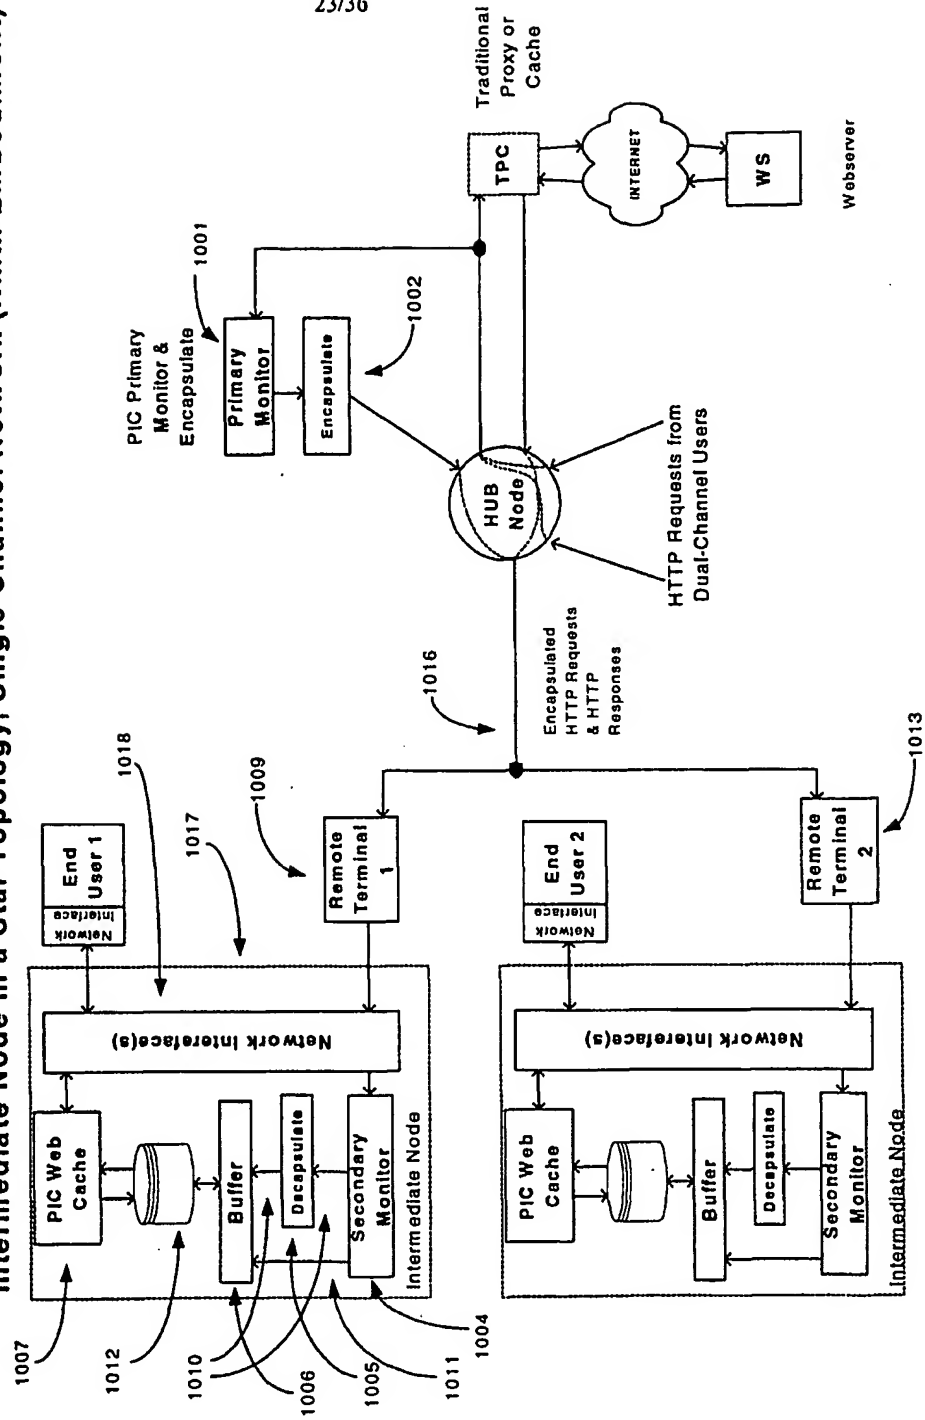 23/36
Intermediate Node in a Star Topology, Single Channel Network
1001
PIC Primary
Monitor &
Encapsulate
Primary
Monitor
Encapsulate
1002
Traditional
Proxy or
Cache
TPC
INTERNET
WS
Webserver
HUB
Node
HTTP Requests from
Dual-Channel Users
1016
Encapsulated
HTTP Requests
& HTTP
Responses
1018
1017
1009
1013
End
User 1
Network
Interface
Remote
Terminal
1
Network Interface(s)
PIC Web
Cache
Buffer
Decapsulate
Secondary
Monitor
Intermediate Node
1007
1012
1010
1006
1005
1011
1004
End
User 2
Network
Interface
Remote
Terminal
2
Network Interface(s)
PIC Web
Cache
Buffer
Decapsulate
Secondary
Monitor
Intermediate Node